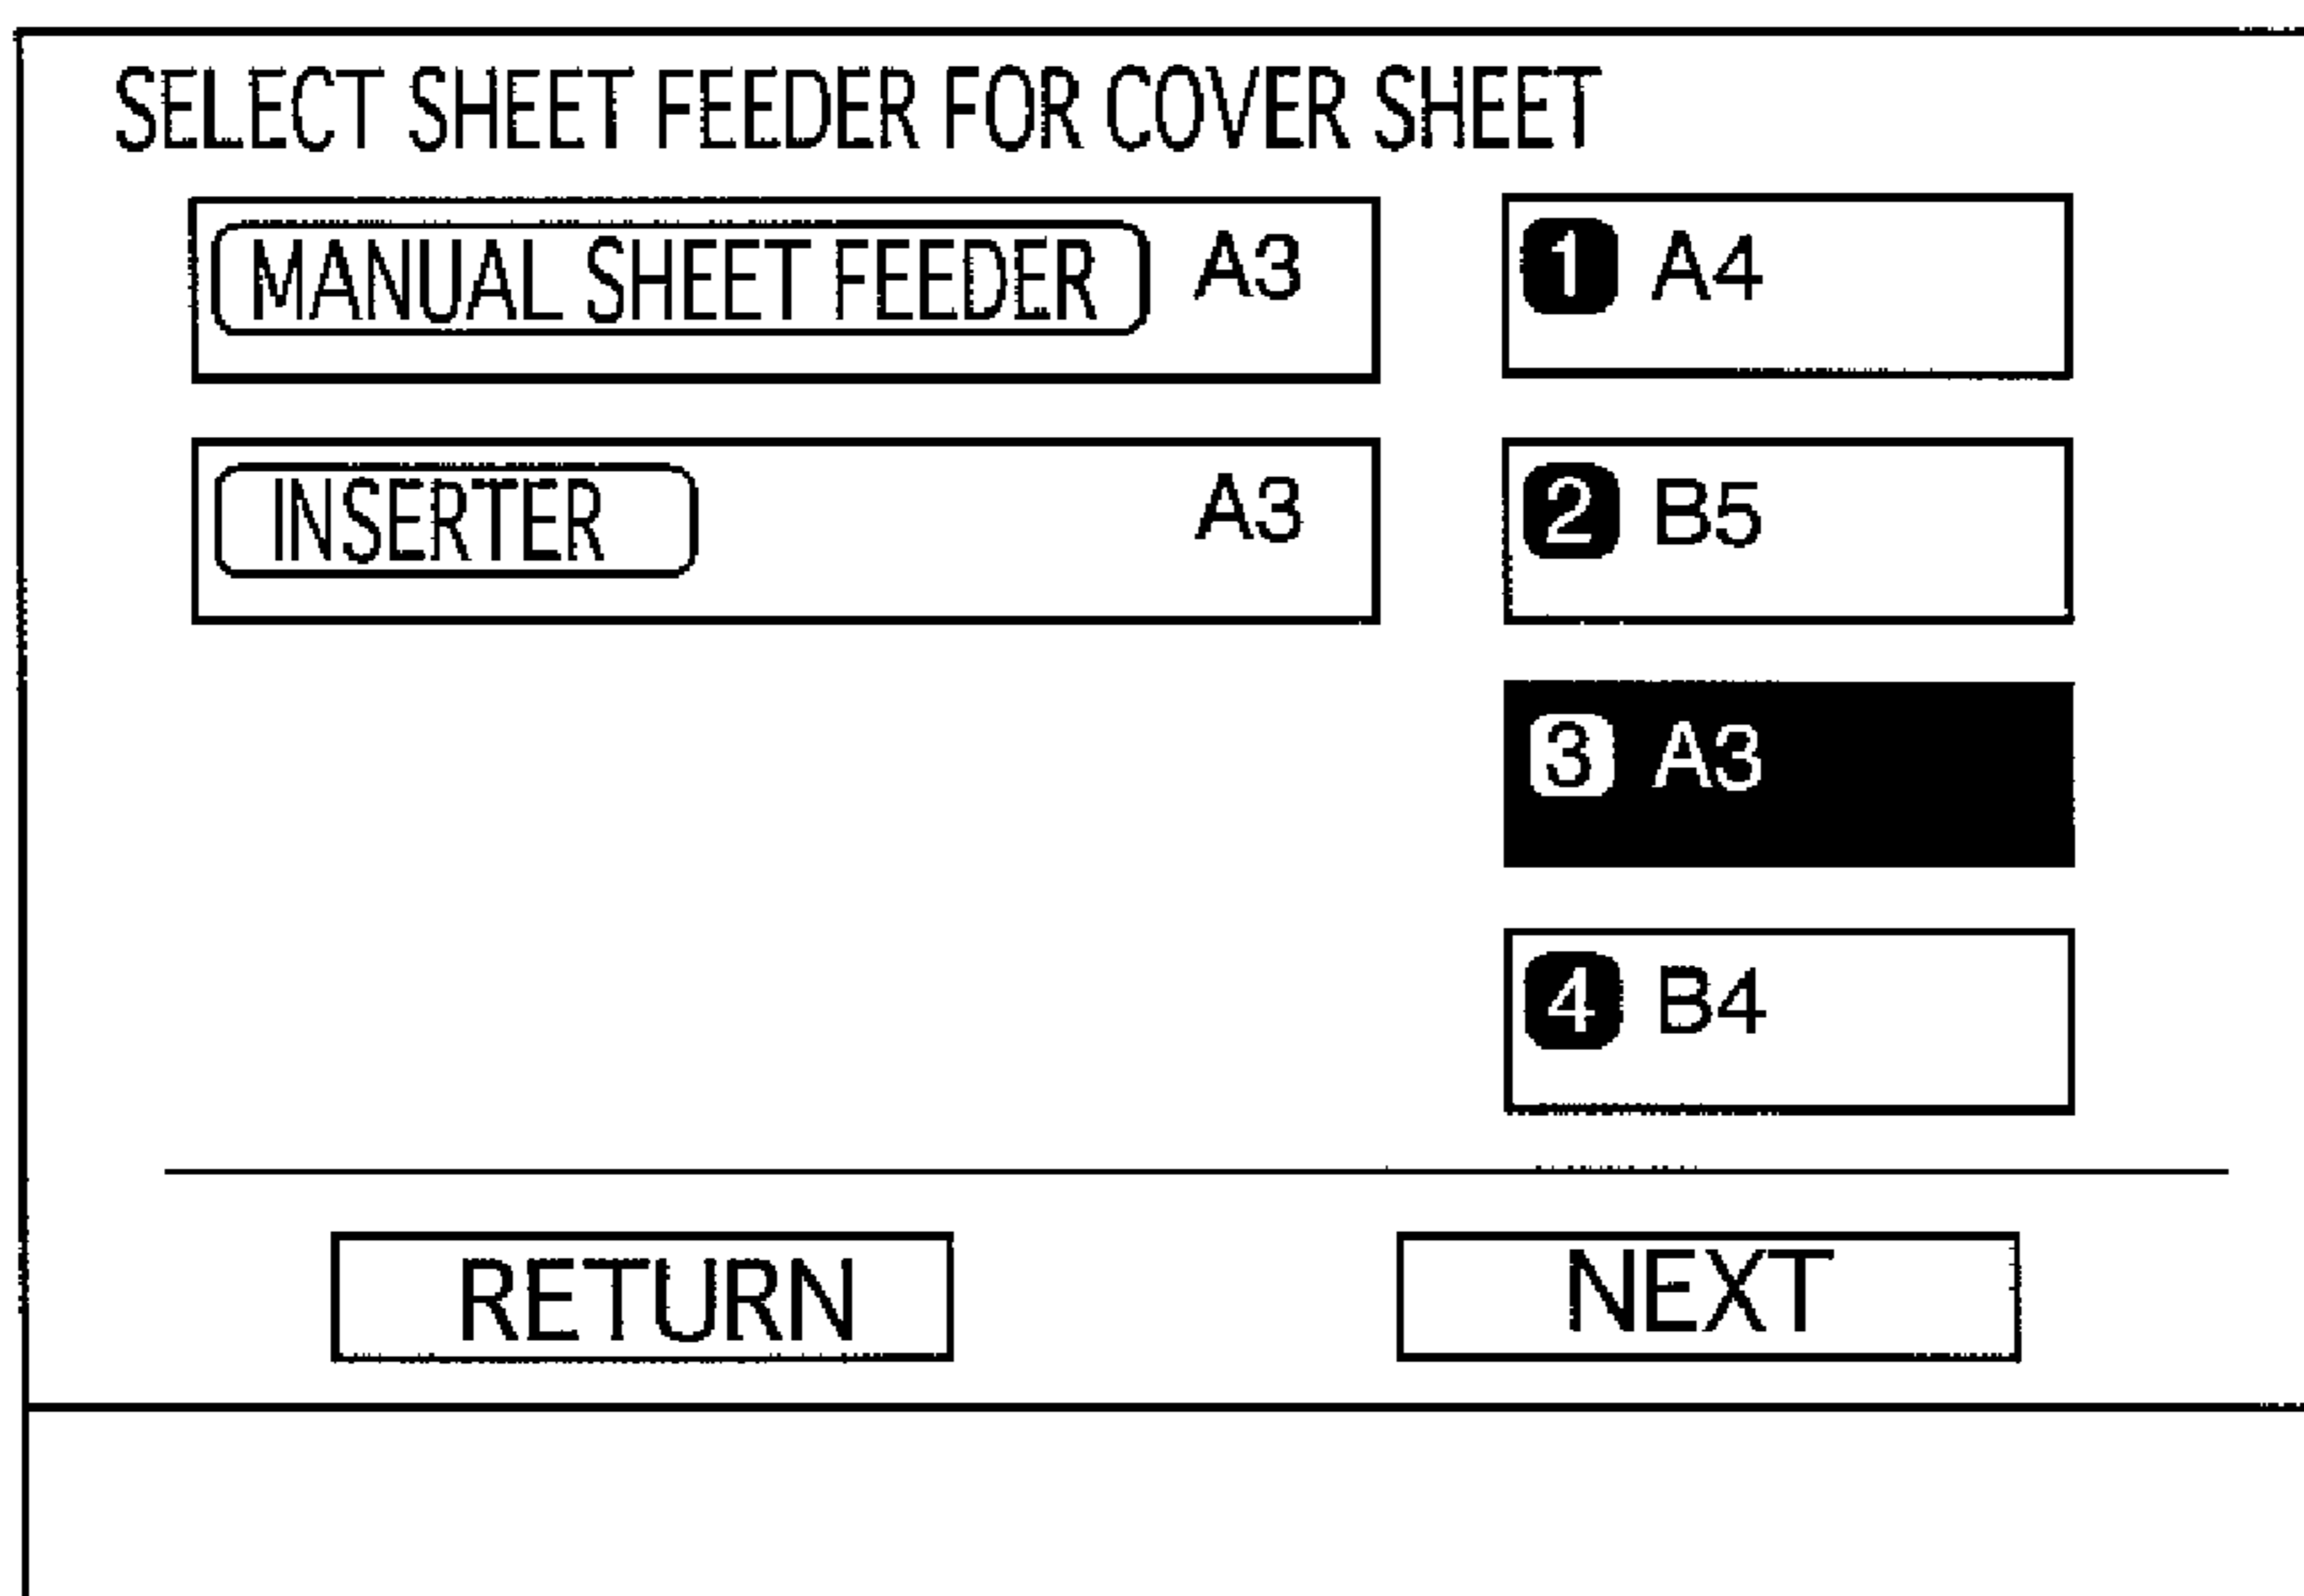 SELECT SHEET FEEDER FOR COVER SHEET
MANUAL SHEET FEEDER A3
1 A4
INSERTER A3
2 B5
3 A3
4 B4
RETURN
NEXT